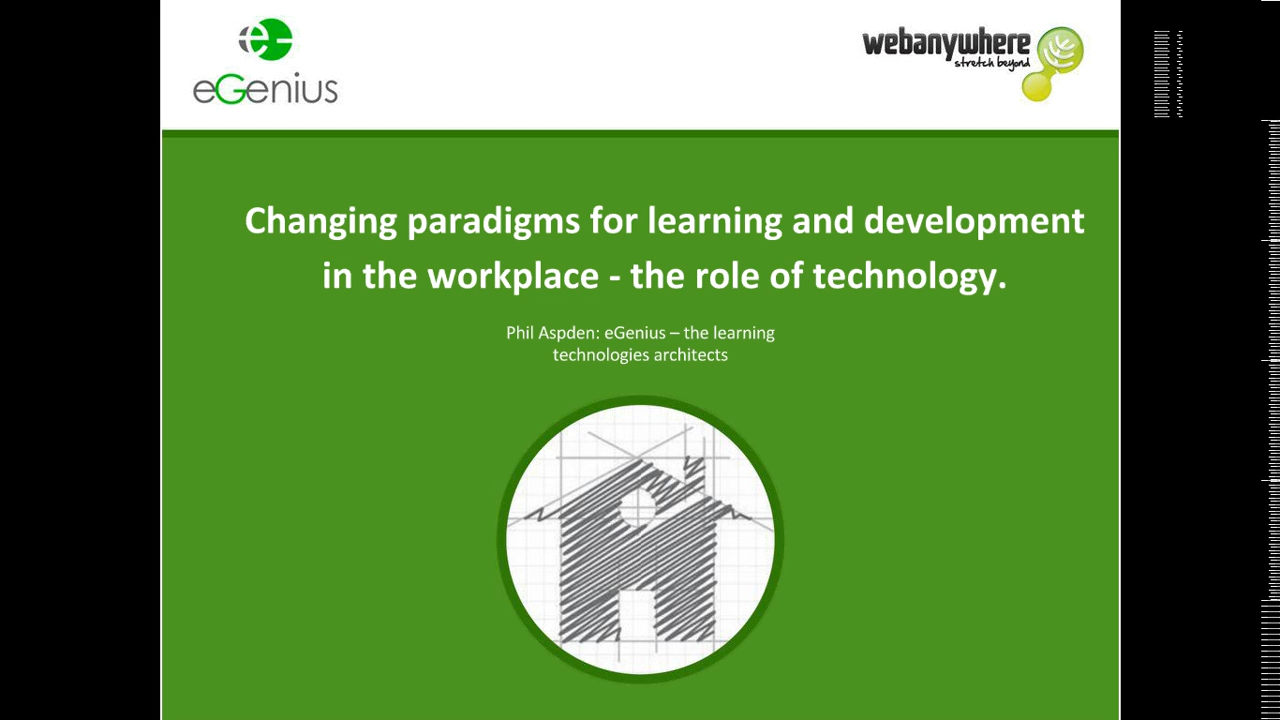 eGenius
webanywhere
stretch beyond
Changing paradigms for learning and development
in the workplace - the role of technology.
Phil Aspden: eGenius – the learning
technologies architects